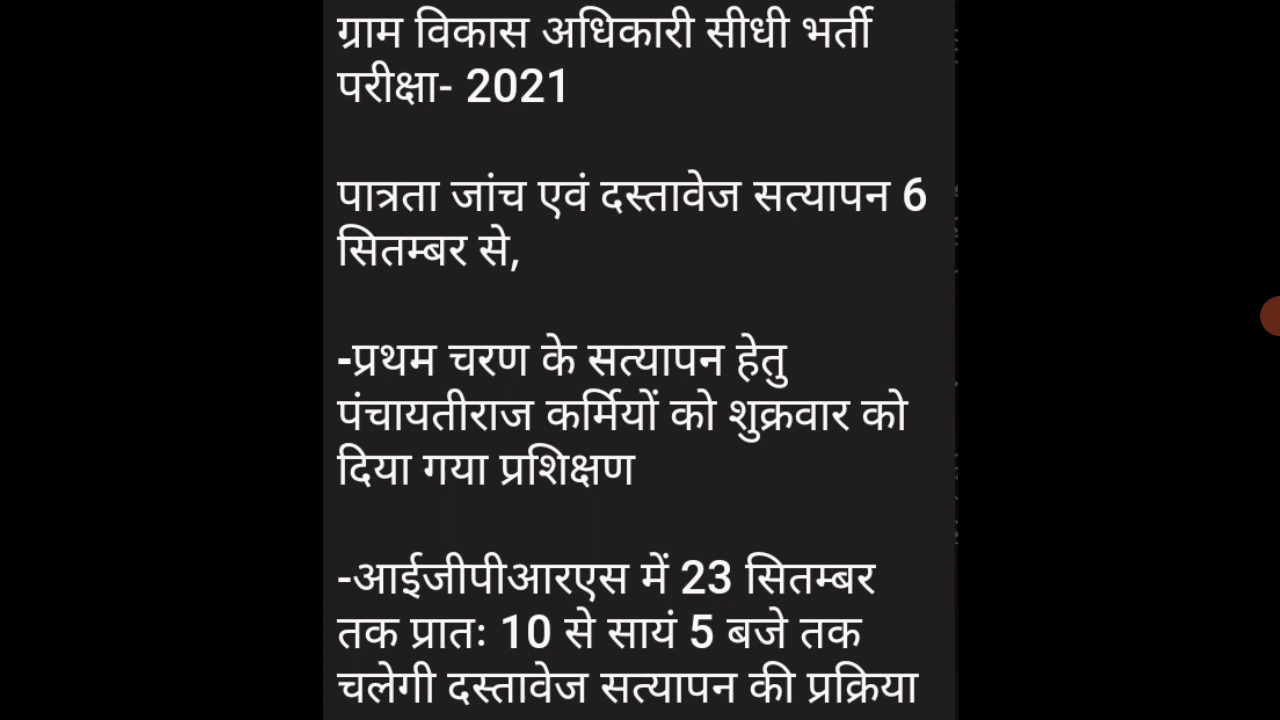 ग्राम विकास अधिकारी सीधी भर्ती
परीक्षा- 2021
पात्रता जांच एवं दस्तावेज सत्यापन 6
सितम्बर से,
-प्रथम चरण के सत्यापन हेतु
पंचायतीराज कर्मियों को शुक्रवार को
दिया गया प्रशिक्षण
-आईजीपीआरएस में 23 सितम्बर
तक प्रातः 10 से सायं 5 बजे तक
चलेगी दस्तावेज सत्यापन की प्रक्रिया